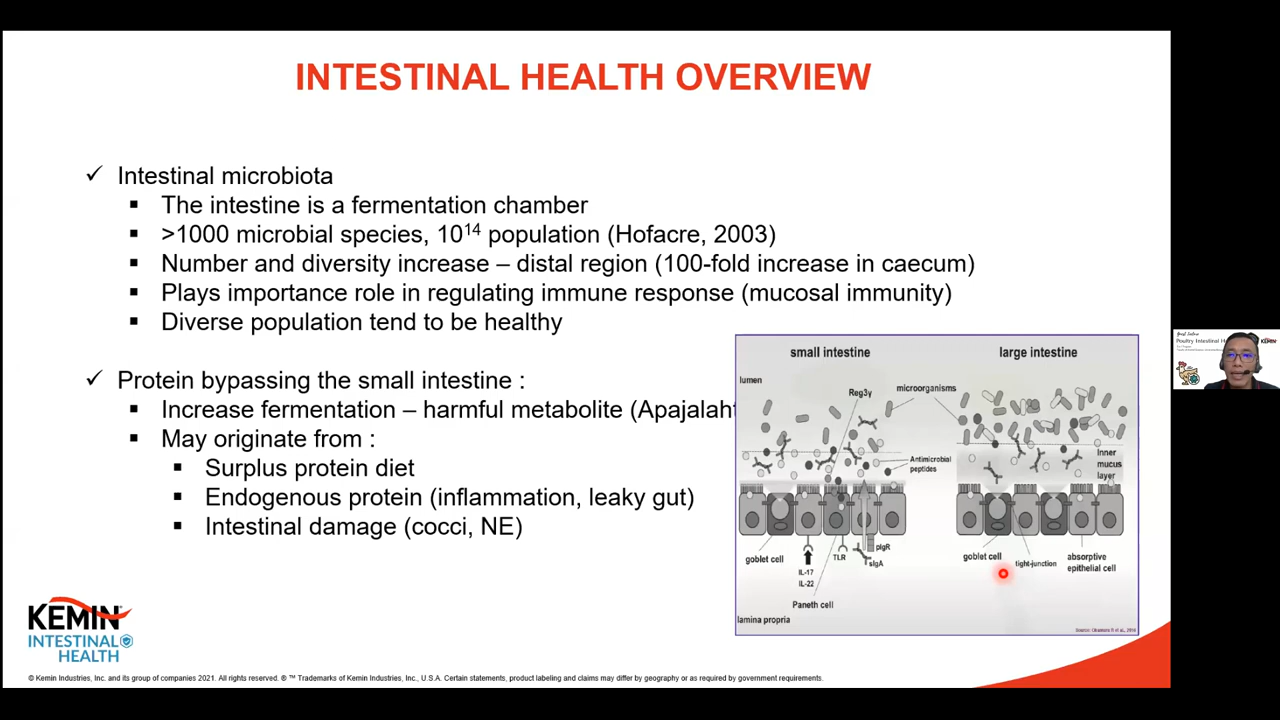 INTESTINAL HEALTH OVERVIEW
✓ Intestinal microbiota
▪ The intestine is a fermentation chamber
▪ >1000 microbial species, 10¹⁴ population (Hofacre, 2003)
▪ Number and diversity increase – distal region (100-fold increase in caecum)
▪ Plays importance role in regulating immune response (mucosal immunity)
▪ Diverse population tend to be healthy
✓ Protein bypassing the small intestine :
▪ Increase fermentation – harmful metabolite (Apajalaht
▪ May originate from :
▪ Surplus protein diet
▪ Endogenous protein (inflammation, leaky gut)
▪ Intestinal damage (cocci, NE)
small intestine
large intestine
lumen
Reg3γ
microorganisms
Antimicrobial
peptides
Inner
mucus
layer
goblet cell
IL-17
IL-22
TLR
pIgR
sIgA
Paneth cell
lamina propria
goblet cell
tight-junction
absorptive
epithelial cell
KEMIN
INTESTINAL
HEALTH
© Kemin Industries, Inc. and its group of companies 2021. All rights reserved. ® ™ Trademarks of Kemin Industries, Inc., U.S.A. Certain statements, product labeling and claims may differ by geography or as required by government requirements.
Poultry Intestinal H
KEMIN